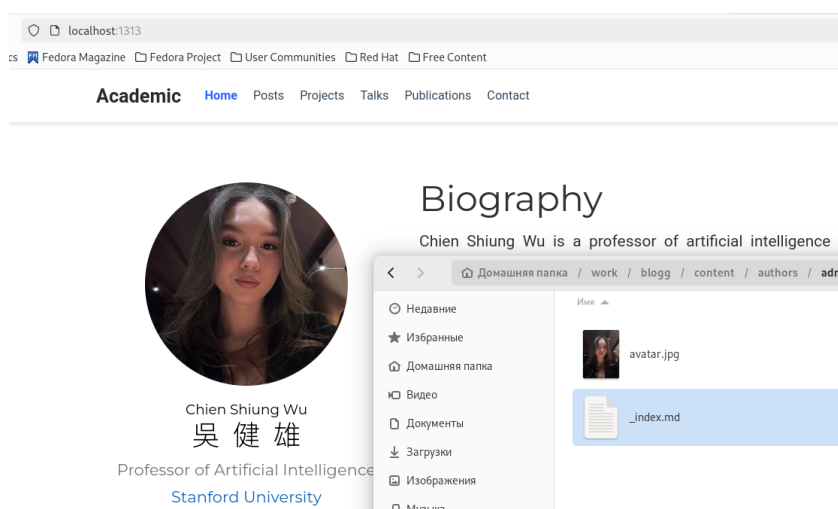 localhost:1313
cs Fedora Magazine Fedora Project User Communities Red Hat Free Content
Academic Home Posts Projects Talks Publications Contact
Biography
Chien Shiung Wu is a professor of artificial intelligence
Домашняя папка / work / blogg / content / authors / adm
Недавние
Имя
Избранные
avatar.jpg
Домашняя папка
Видео
_index.md
Документы
Загрузки
Изображения
Музыка
Chien Shiung Wu
吳健雄
Professor of Artificial Intelligence
Stanford University